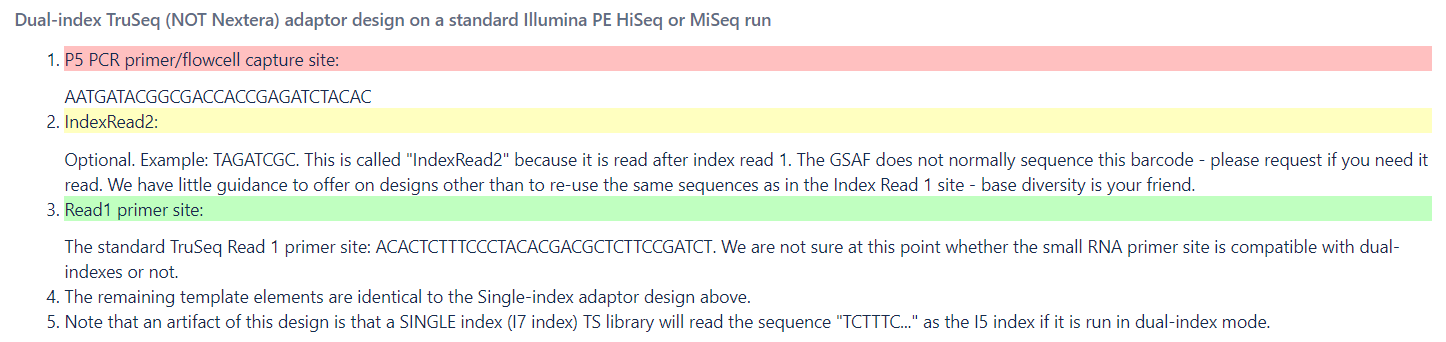 Dual-index TruSeq (NOT Nextera) adaptor design on a standard Illumina PE HiSeq or MiSeq run
1. P5 PCR primer/flowcell capture site:
AATGATACGGCGACCACCGAGATCTACAC
2. IndexRead2:
Optional. Example: TAGATCGC. This is called "IndexRead2" because it is read after index read 1. The GSAF does not normally sequence this barcode - please request if you need it
read. We have little guidance to offer on designs other than to re-use the same sequences as in the Index Read 1 site - base diversity is your friend.
3. Read1 primer site:
The standard TruSeq Read 1 primer site: ACACTCTTTCCCTACACGACGCTCTTCCGATCT. We are not sure at this point whether the small RNA primer site is compatible with dual-
indexes or not.
4. The remaining template elements are identical to the Single-index adaptor design above.
5. Note that an artifact of this design is that a SINGLE index (I7 index) TS library will read the sequence "TCTTTC..." as the I5 index if it is run in dual-index mode.